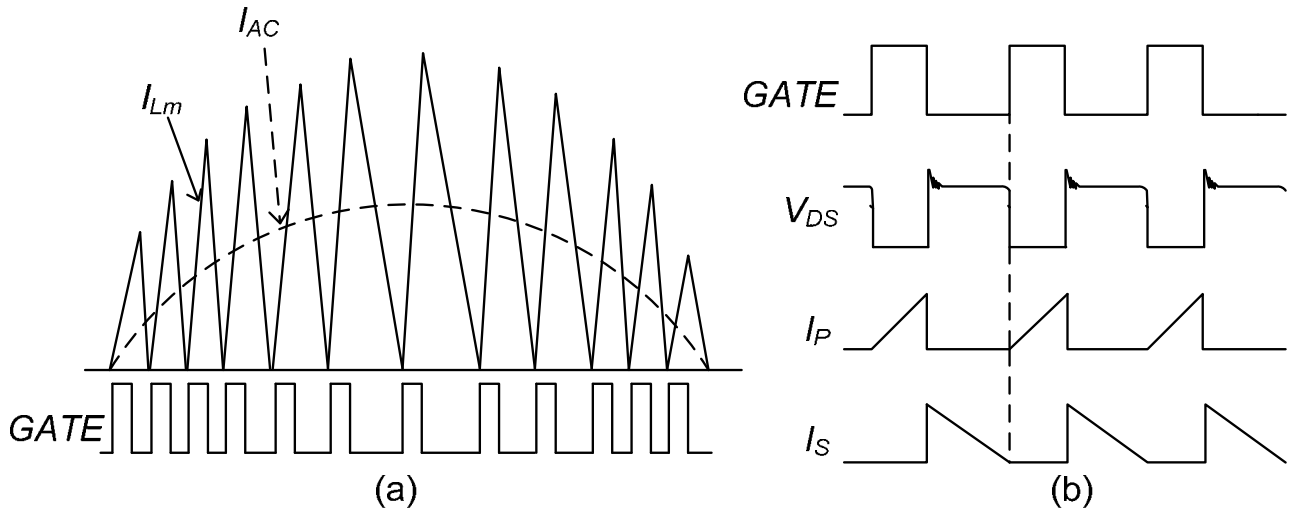 I_AC
I_Lm
GATE
(a)
GATE
V_DS
I_P
I_S
(b)